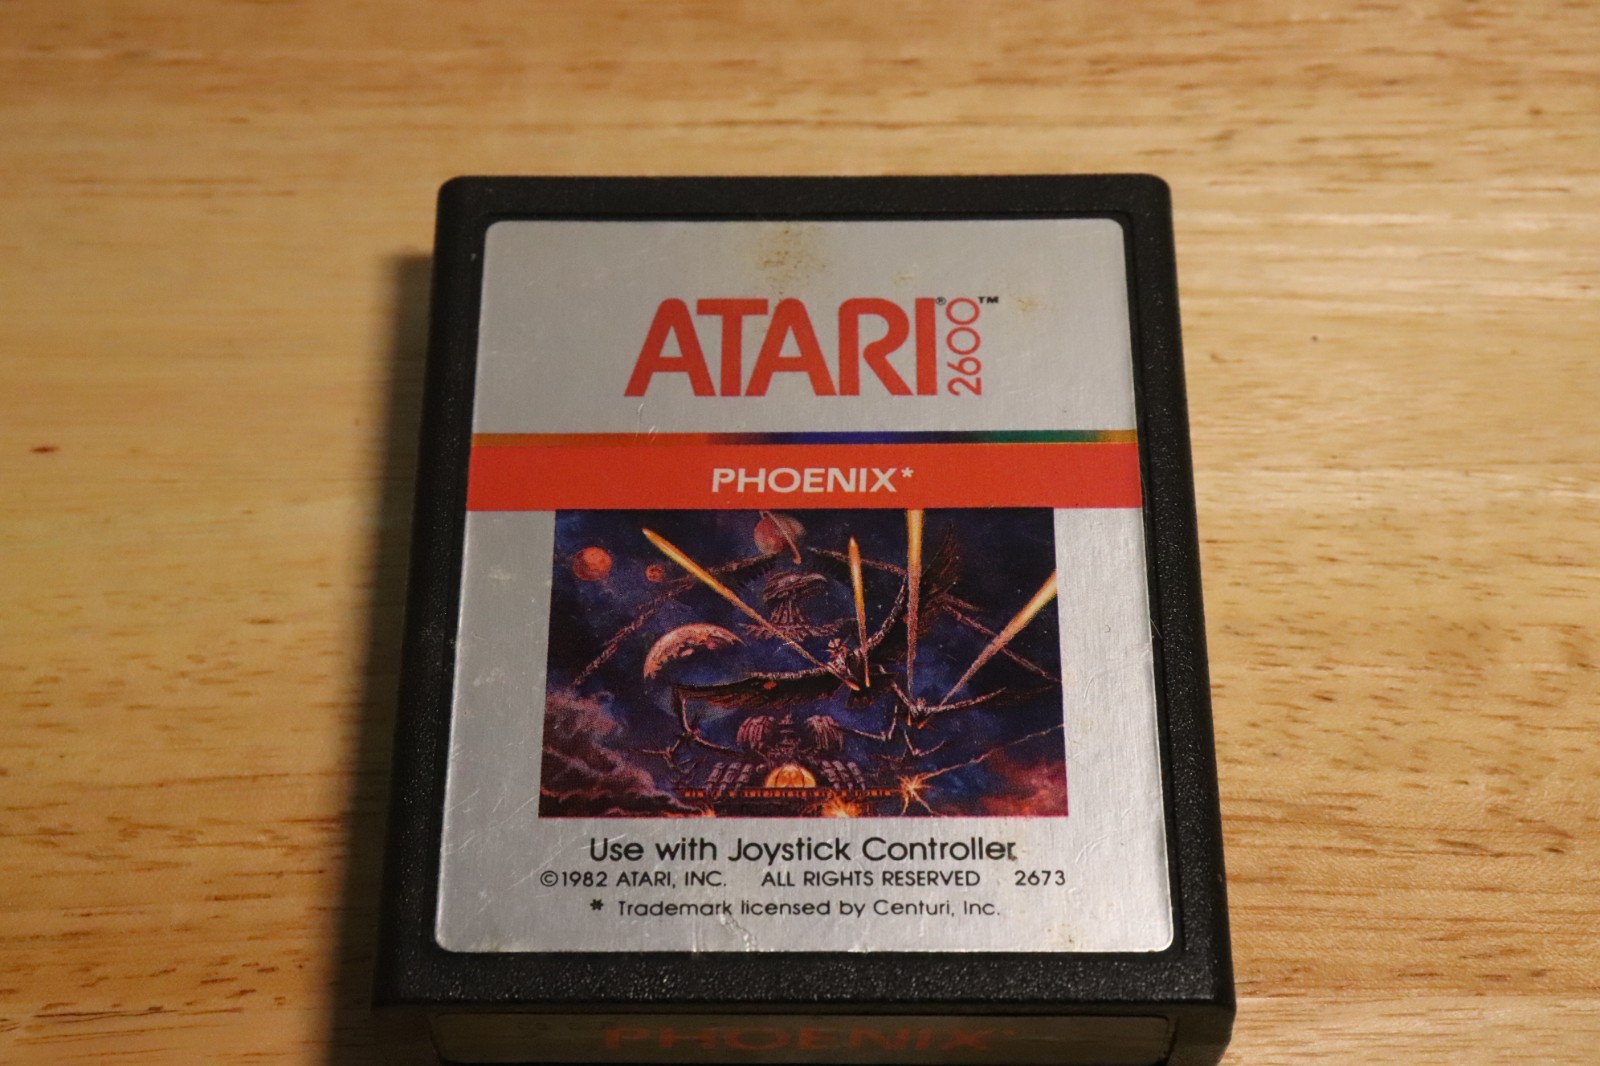 ATARI® 2600™
PHOENIX*
Use with Joystick Controller
©1982 ATARI, INC. ALL RIGHTS RESERVED 2673
* Trademark licensed by Centuri, Inc.
PHOENIX*